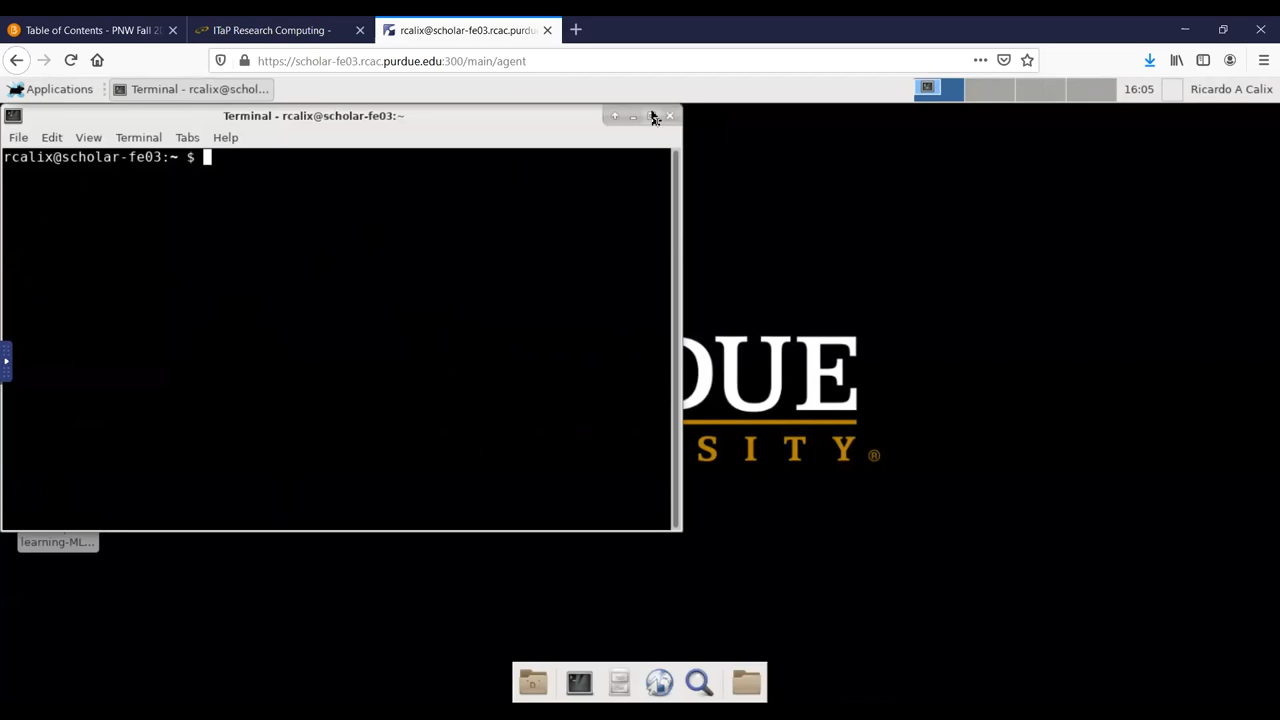 Table of Contents - PNW Fall 20
ITaP Research Computing -
rcalix@scholar-fe03.rcac.purdu
https://scholar-fe03.rcac.purdue.edu:300/main/agent
Applications
Terminal - rcalix@schol...
16:05
Ricardo A Calix
Terminal - rcalix@scholar-fe03:~
File Edit View Terminal Tabs Help
rcalix@scholar-fe03:~ $
DUE
SITY®
learning-ML...